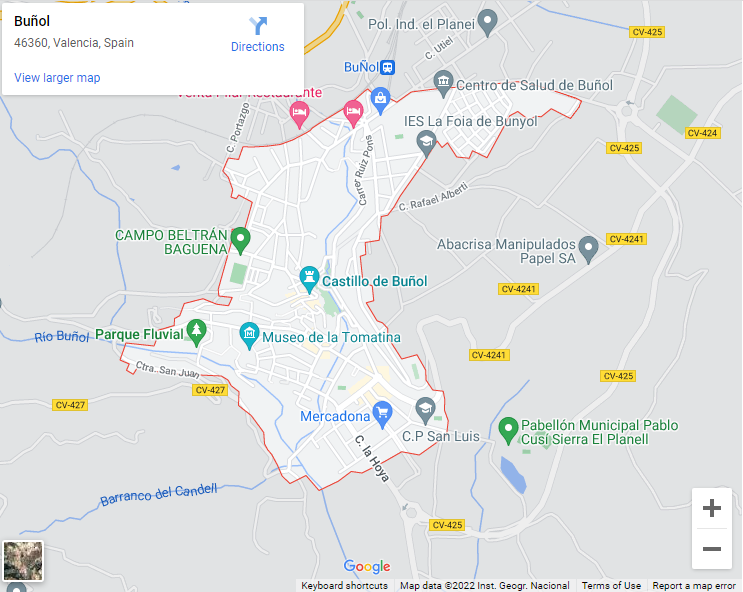 Buñol
46360, Valencia, Spain
Directions
View larger map
Pol. Ind. el Planei
C. Utiel
CV-425
BuÑol
Centro de Salud de Buñol
Venta Pilar Restaurante
C. Portazgo
IES La Foia de Bunyol
CV-424
CV-425
Carrer Ruiz Pons
C. Rafael Alberti
CAMPO BELTRÁN
BAGUENA
Abacrisa Manipulados
Papel SA
CV-4241
Castillo de Buñol
CV-4241
Río Buñol
Parque Fluvial
Museo de la Tomatina
CV-4241
Ctra. San Juan
CV-425
CV-427
CV-427
Mercadona
C.P San Luis
Pabellón Municipal Pablo
Cusí Sierra El Planell
C. la Hoya
Barranco del Candell
CV-425
Google
Keyboard shortcuts
Map data ©2022 Inst. Geogr. Nacional
Terms of Use
Report a map error